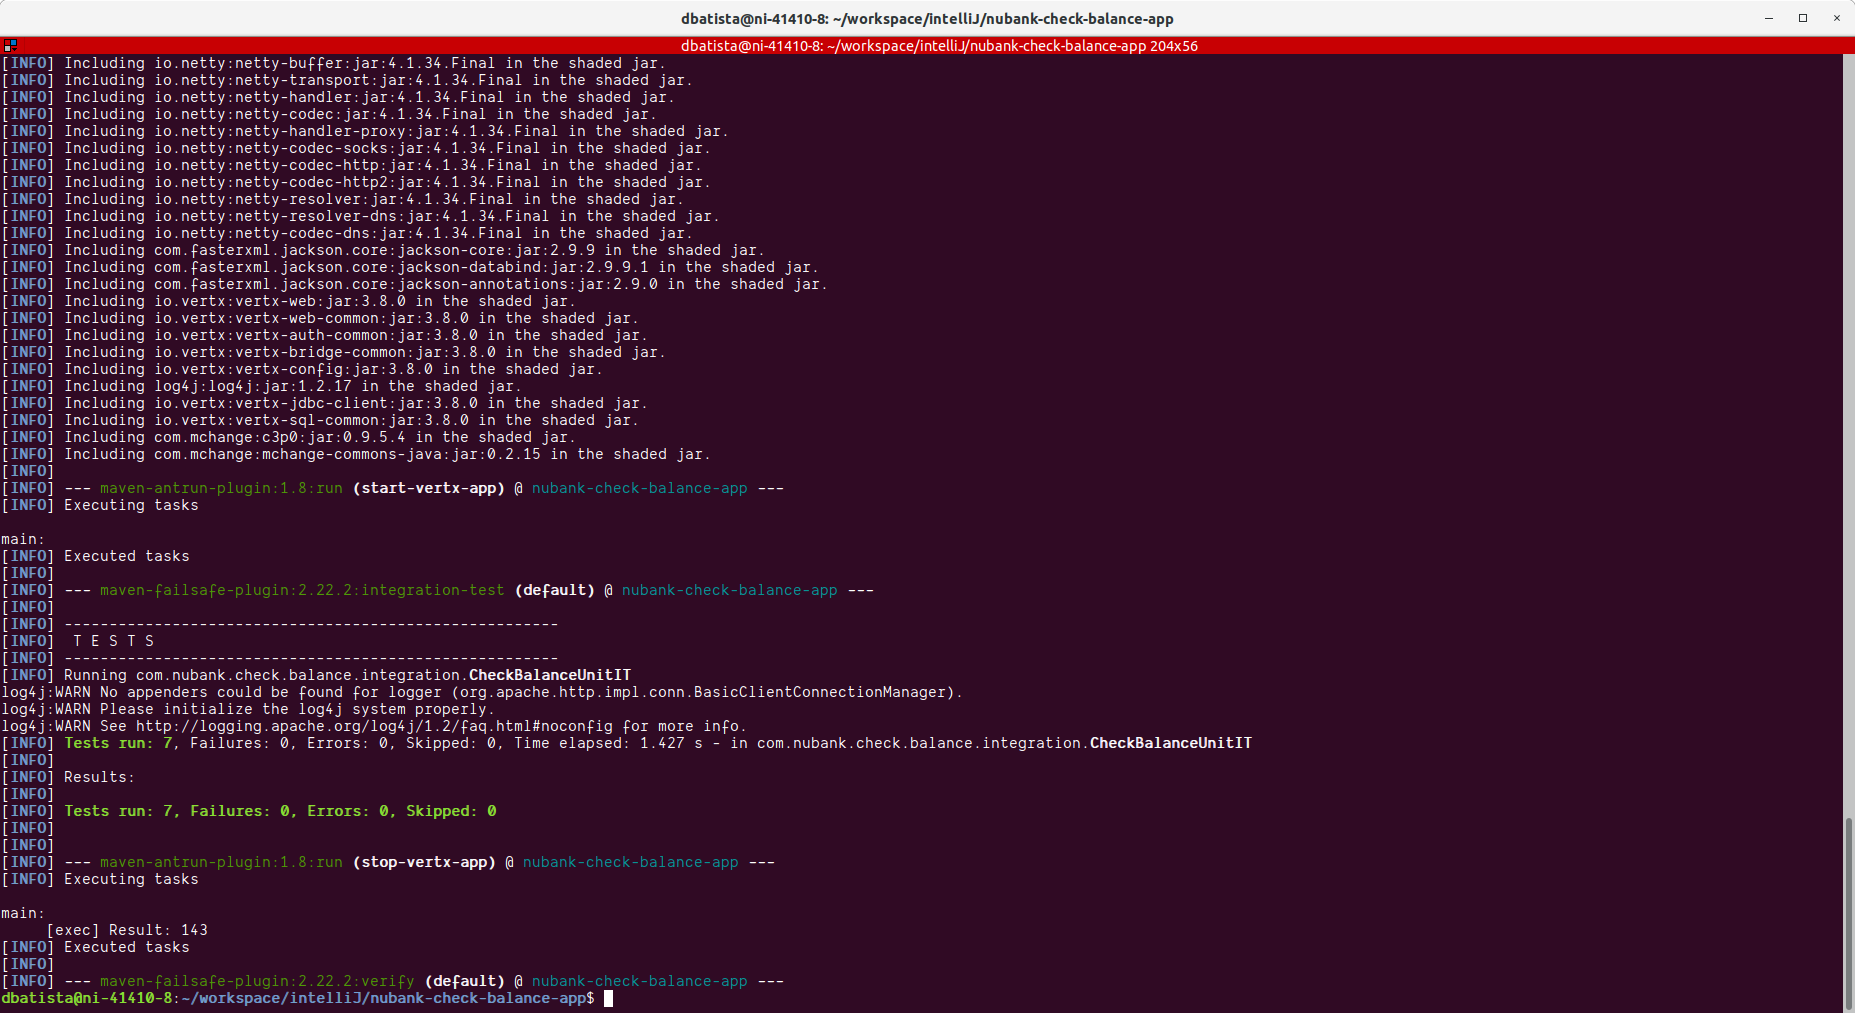 dbatista@ni-41410-8: ~/workspace/intelliJ/nubank-check-balance-app
dbatista@ni-41410-8: ~/workspace/intelliJ/nubank-check-balance-app 204x56
[INFO] Including io.netty:netty-buffer:jar:4.1.34.Final in the shaded jar.
[INFO] Including io.netty:netty-transport:jar:4.1.34.Final in the shaded jar.
[INFO] Including io.netty:netty-handler:jar:4.1.34.Final in the shaded jar.
[INFO] Including io.netty:netty-codec:jar:4.1.34.Final in the shaded jar.
[INFO] Including io.netty:netty-handler-proxy:jar:4.1.34.Final in the shaded jar.
[INFO] Including io.netty:netty-codec-socks:jar:4.1.34.Final in the shaded jar.
[INFO] Including io.netty:netty-codec-http:jar:4.1.34.Final in the shaded jar.
[INFO] Including io.netty:netty-codec-http2:jar:4.1.34.Final in the shaded jar.
[INFO] Including io.netty:netty-resolver:jar:4.1.34.Final in the shaded jar.
[INFO] Including io.netty:netty-resolver-dns:jar:4.1.34.Final in the shaded jar.
[INFO] Including io.netty:netty-codec-dns:jar:4.1.34.Final in the shaded jar.
[INFO] Including com.fasterxml.jackson.core:jackson-core:jar:2.9.9 in the shaded jar.
[INFO] Including com.fasterxml.jackson.core:jackson-databind:jar:2.9.9.1 in the shaded jar.
[INFO] Including com.fasterxml.jackson.core:jackson-annotations:jar:2.9.0 in the shaded jar.
[INFO] Including io.vertx:vertx-web:jar:3.8.0 in the shaded jar.
[INFO] Including io.vertx:vertx-web-common:jar:3.8.0 in the shaded jar.
[INFO] Including io.vertx:vertx-auth-common:jar:3.8.0 in the shaded jar.
[INFO] Including io.vertx:vertx-bridge-common:jar:3.8.0 in the shaded jar.
[INFO] Including io.vertx:vertx-config:jar:3.8.0 in the shaded jar.
[INFO] Including log4j:log4j:jar:1.2.17 in the shaded jar.
[INFO] Including io.vertx:vertx-jdbc-client:jar:3.8.0 in the shaded jar.
[INFO] Including io.vertx:vertx-sql-common:jar:3.8.0 in the shaded jar.
[INFO] Including com.mchange:c3p0:jar:0.9.5.4 in the shaded jar.
[INFO] Including com.mchange:mchange-commons-java:jar:0.2.15 in the shaded jar.
[INFO]
[INFO] --- maven-antrun-plugin:1.8:run (start-vertx-app) @ nubank-check-balance-app ---
[INFO] Executing tasks
main:
[INFO] Executed tasks
[INFO]
[INFO] --- maven-failsafe-plugin:2.22.2:integration-test (default) @ nubank-check-balance-app ---
[INFO]
[INFO] -------------------------------------------------------
[INFO]  T E S T S
[INFO] -------------------------------------------------------
[INFO] Running com.nubank.check.balance.integration.CheckBalanceUnitIT
log4j:WARN No appenders could be found for logger (org.apache.http.impl.conn.BasicClientConnectionManager).
log4j:WARN Please initialize the log4j system properly.
log4j:WARN See http://logging.apache.org/log4j/1.2/faq.html#noconfig for more info.
[INFO] Tests run: 7, Failures: 0, Errors: 0, Skipped: 0, Time elapsed: 1.427 s - in com.nubank.check.balance.integration.CheckBalanceUnitIT
[INFO]
[INFO] Results:
[INFO]
[INFO] Tests run: 7, Failures: 0, Errors: 0, Skipped: 0
[INFO]
[INFO]
[INFO] --- maven-antrun-plugin:1.8:run (stop-vertx-app) @ nubank-check-balance-app ---
[INFO] Executing tasks
main:
     [exec] Result: 143
[INFO] Executed tasks
[INFO]
[INFO] --- maven-failsafe-plugin:2.22.2:verify (default) @ nubank-check-balance-app ---
dbatista@ni-41410-8:~/workspace/intelliJ/nubank-check-balance-app$